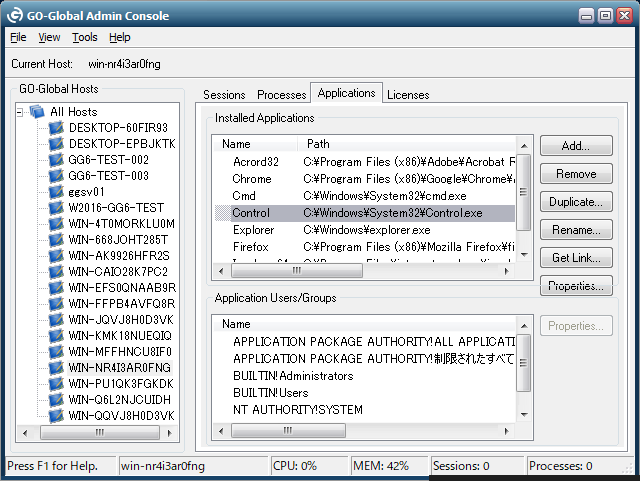 GO-Global Admin Console
File View Tools Help
Current Host: win-nr4i3ar0fng
GO-Global Hosts
All Hosts
DESKTOP-60FIR93
DESKTOP-EPBJKTK
GG6-TEST-002
GG6-TEST-003
ggsv01
W2016-GG6-TEST
WIN-4T0MORKLU0M
WIN-668JOHT285T
WIN-AK9926HFR2S
WIN-CAIO28K7PC2
WIN-EFS0QNAAB9R
WIN-FFPB4AVFQ8R
WIN-JQVJ8H0D3VK
WIN-KMK18NUEQIO
WIN-MFFHNCU8IF0
WIN-NR4I3AR0FNG
WIN-PU1QK3FGKDK
WIN-Q6L2NJCUIDH
WIN-QQVJ8H0D3VK
Sessions Processes Applications Licenses
Installed Applications
Name Path
Acrord32 C:¥Program Files (x86)¥Adobe¥Acrobat R
Chrome C:¥Program Files (x86)¥Google¥Chrome¥
Cmd C:¥Windows¥System32¥cmd.exe
Control C:¥Windows¥System32¥Control.exe
Explorer C:¥Windows¥explorer.exe
Firefox C:¥Program Files (x86)¥Mozilla Firefox¥fi
Add...
Remove
Duplicate...
Rename...
Get Link...
Properties...
Application Users/Groups
Name
APPLICATION PACKAGE AUTHORITY!ALL APPLICATI
APPLICATION PACKAGE AUTHORITY!制限されたすべて
BUILTIN!Administrators
BUILTIN!Users
NT AUTHORITY!SYSTEM
Properties...
Press F1 for Help. win-nr4i3ar0fng CPU: 0% MEM: 42% Sessions: 0 Processes: 0